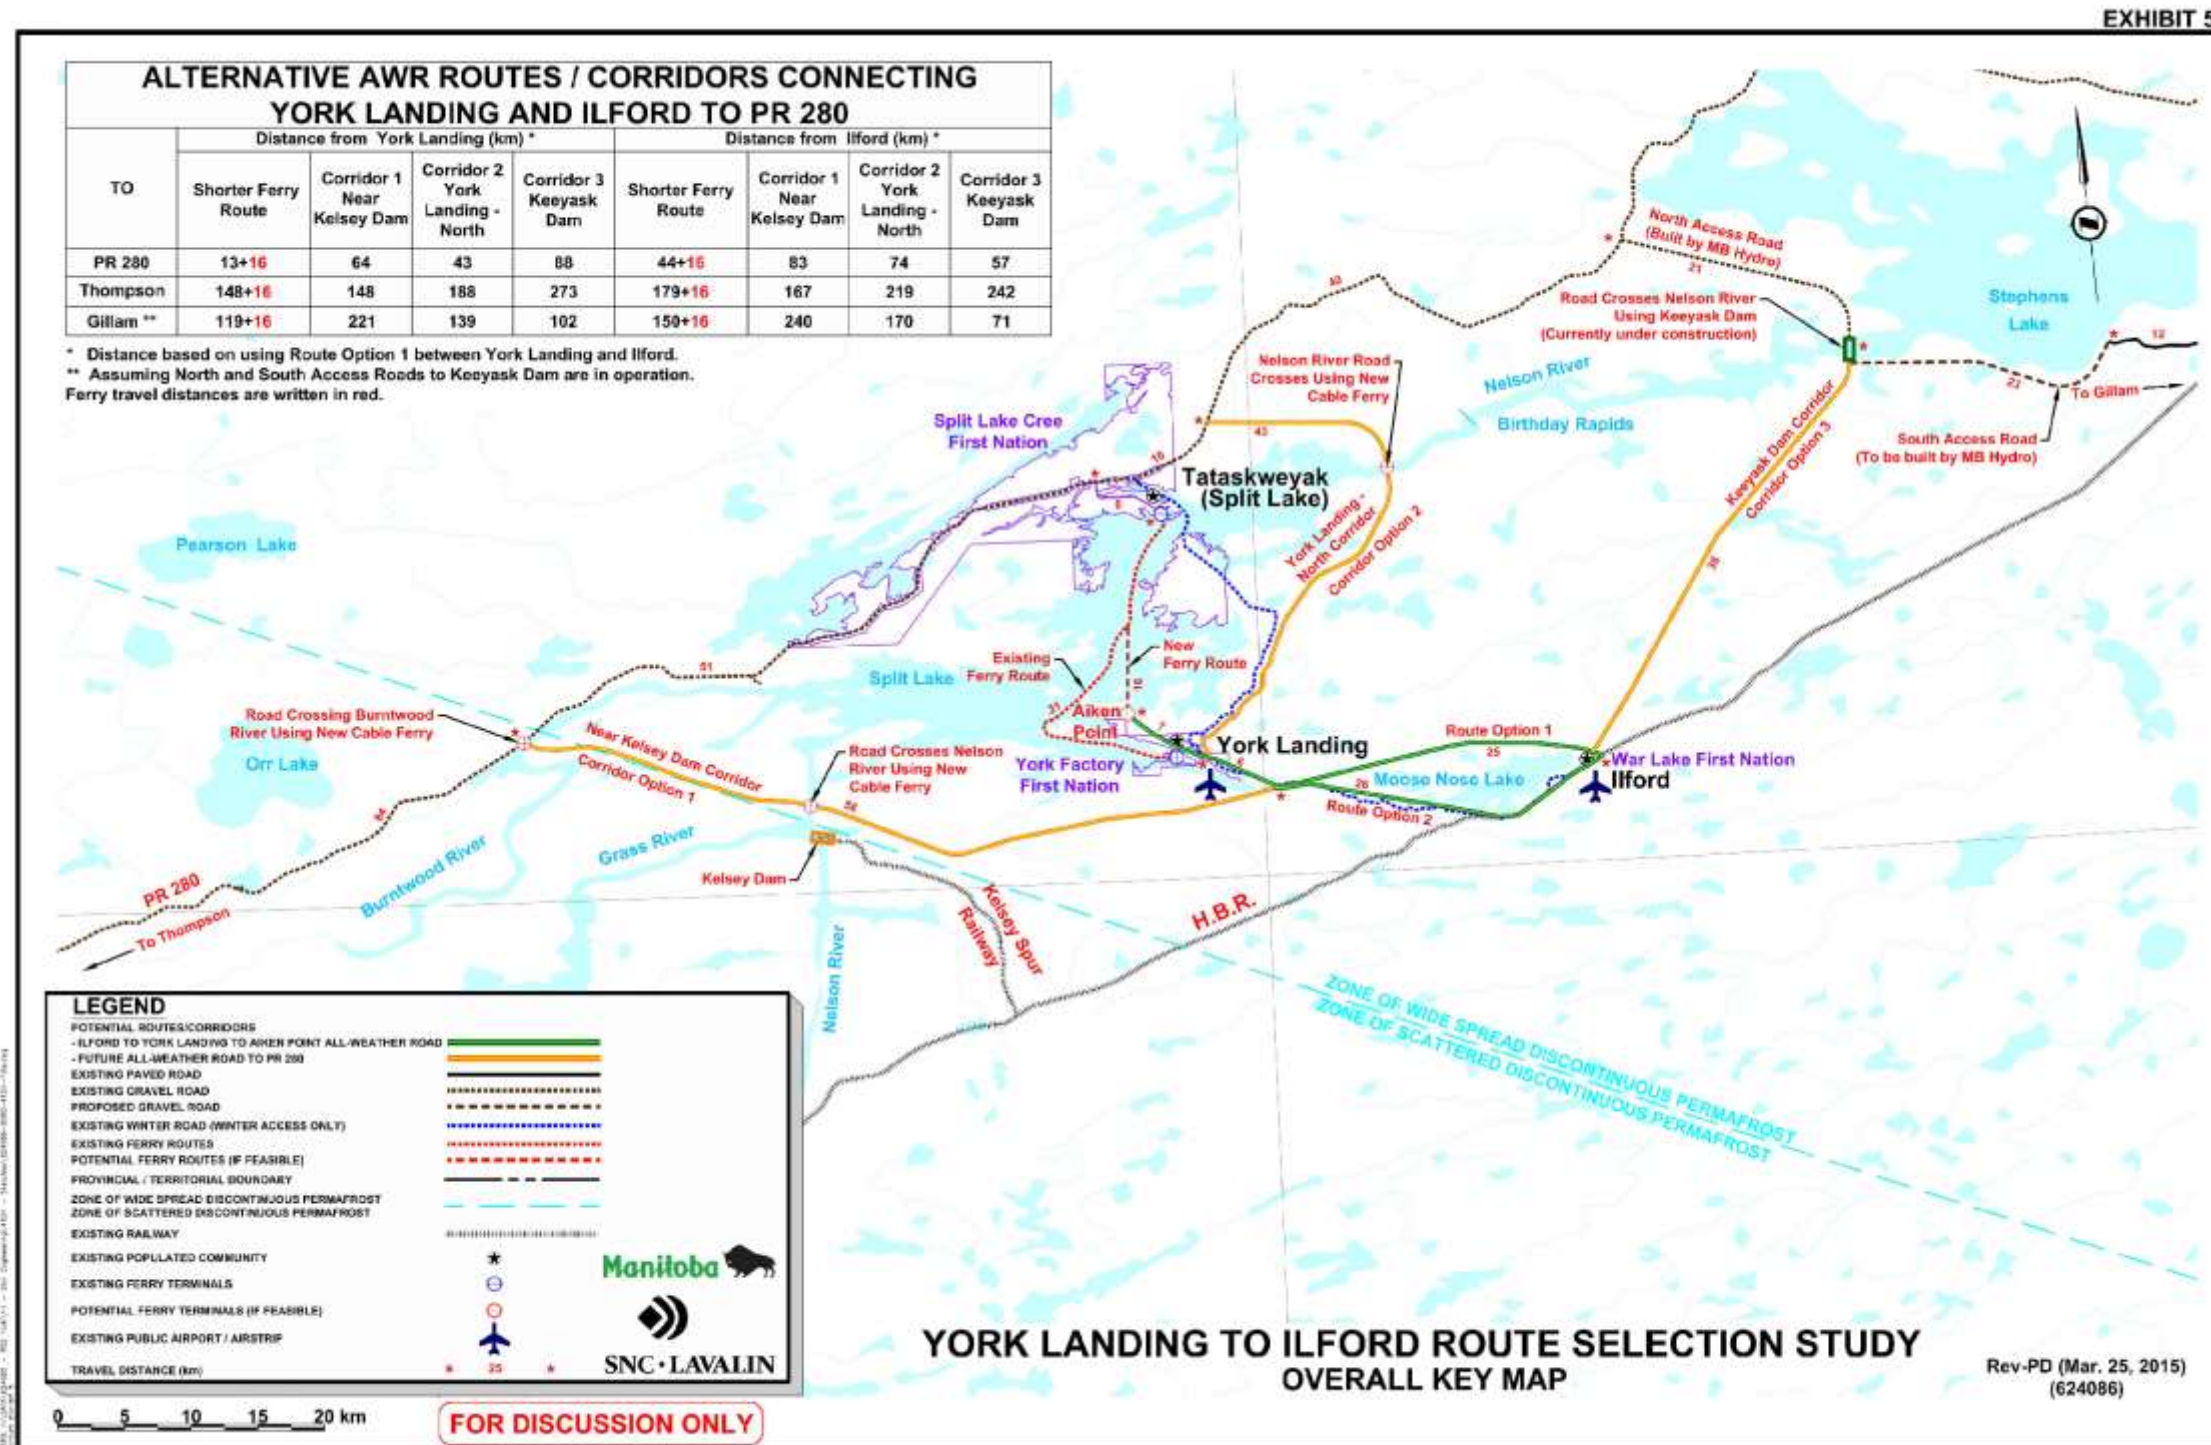 EXHIBIT 5
ALTERNATIVE AWR ROUTES / CORRIDORS CONNECTING
YORK LANDING AND ILFORD TO PR 280
Distance from York Landing (km) * Distance from Ilford (km) *
TO Shorter Ferry Route Corridor 1 Near Kelsey Dam Corridor 2 York Landing - North Corridor 3 Keeyask Dam Shorter Ferry Route Corridor 1 Near Kelsey Dam Corridor 2 York Landing - North Corridor 3 Keeyask Dam
PR 280 13+16 64 43 88 44+16 83 74 57
Thompson 148+16 148 188 273 179+16 167 219 242
Gillam ** 119+16 221 139 102 150+16 240 170 71
* Distance based on using Route Option 1 between York Landing and Ilford.
** Assuming North and South Access Roads to Keeyask Dam are in operation.
Ferry travel distances are written in red.
North Access Road
(Built by MB Hydro)
21
Road Crosses Nelson River
Using Keeyask Dam
(Currently under construction)
Stephens
Lake
12
To Gillam
South Access Road
(To be built by MB Hydro)
Nelson River Road
Crosses Using New
Cable Ferry
Nelson River
Birthday Rapids
43
Keeyask Dam Corridor
Corridor Option 3
Split Lake Cree
First Nation
Tataskweyak
(Split Lake)
York Landing -
North Corridor
Corridor Option 2
Pearson Lake
51
Existing
Ferry Route
New
Ferry Route
16
31
Split Lake
Aiken
Point
7
York Landing
York Factory
First Nation
Route Option 1
25
Moose Nose Lake
26
Route Option 2
War Lake First Nation
Ilford
Road Crossing Burntwood
River Using New Cable Ferry
Orr Lake
84
Near Kelsey Dam Corridor
Corridor Option 1
Road Crosses Nelson
River Using New
Cable Ferry
Grass River
Burntwood River
Kelsey Dam
PR 280
To Thompson
Nelson River
Kelsey Spur
Railway
H.B.R.
ZONE OF WIDE SPREAD DISCONTINUOUS PERMAFROST
ZONE OF SCATTERED DISCONTINUOUS PERMAFROST
LEGEND
POTENTIAL ROUTES/CORRIDORS
- ILFORD TO YORK LANDING TO AIKEN POINT ALL-WEATHER ROAD
- FUTURE ALL-WEATHER ROAD TO PR 280
EXISTING PAVED ROAD
EXISTING GRAVEL ROAD
PROPOSED GRAVEL ROAD
EXISTING WINTER ROAD (WINTER ACCESS ONLY)
EXISTING FERRY ROUTES
POTENTIAL FERRY ROUTES (IF FEASIBLE)
PROVINCIAL / TERRITORIAL BOUNDARY
ZONE OF WIDE SPREAD DISCONTINUOUS PERMAFROST
ZONE OF SCATTERED DISCONTINUOUS PERMAFROST
EXISTING RAILWAY
EXISTING POPULATED COMMUNITY
EXISTING FERRY TERMINALS
POTENTIAL FERRY TERMINALS (IF FEASIBLE)
EXISTING PUBLIC AIRPORT / AIRSTRIP
TRAVEL DISTANCE (km) * 25 *
Manitoba
SNC • LAVALIN
0 5 10 15 20 km
FOR DISCUSSION ONLY
YORK LANDING TO ILFORD ROUTE SELECTION STUDY
OVERALL KEY MAP
Rev-PD (Mar. 25, 2015)
(624086)